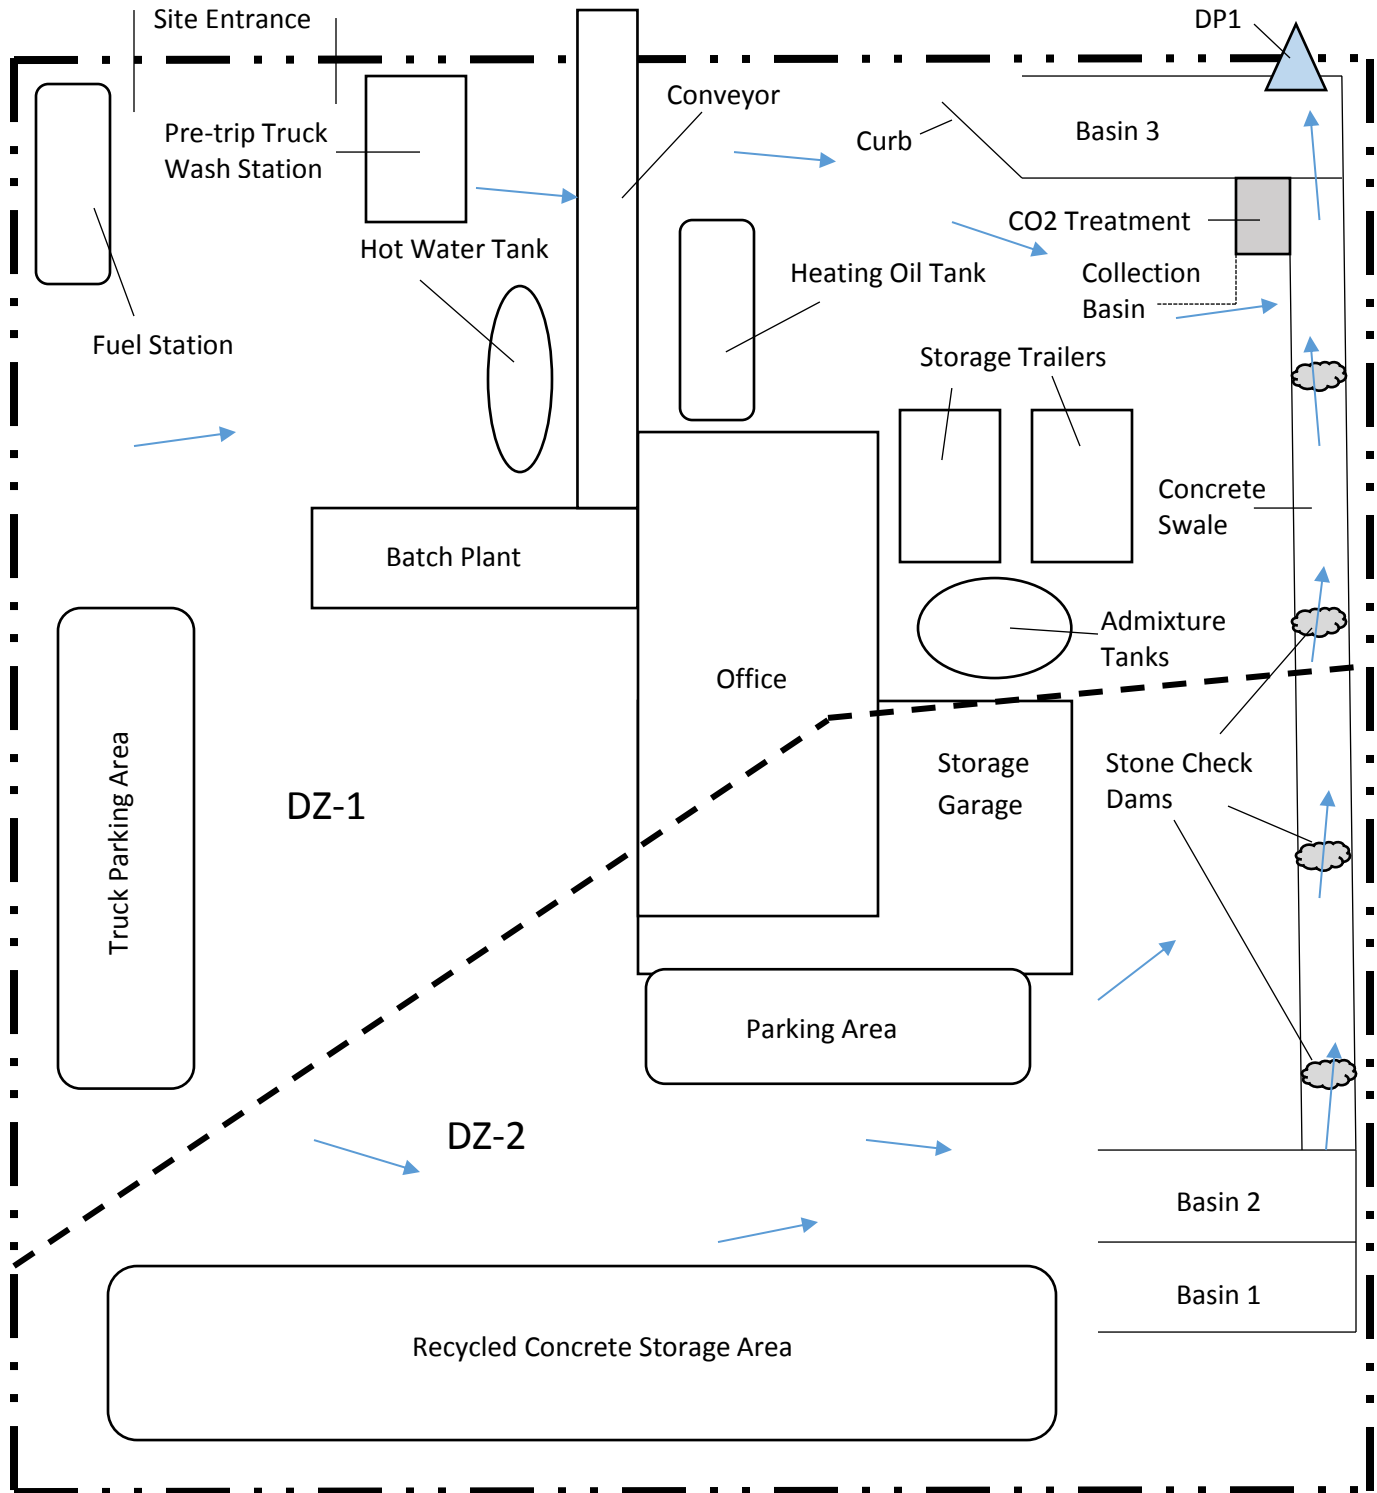 Site Entrance
DP1
Conveyor
Pre-trip Truck
Wash Station
Curb
Basin 3
CO2 Treatment
Hot Water Tank
Heating Oil Tank
Collection
Basin
Fuel Station
Storage Trailers
Concrete
Swale
Batch Plant
Admixture
Tanks
Office
Storage
Garage
Stone Check
Dams
DZ-1
Truck Parking Area
Parking Area
DZ-2
Basin 2
Basin 1
Recycled Concrete Storage Area